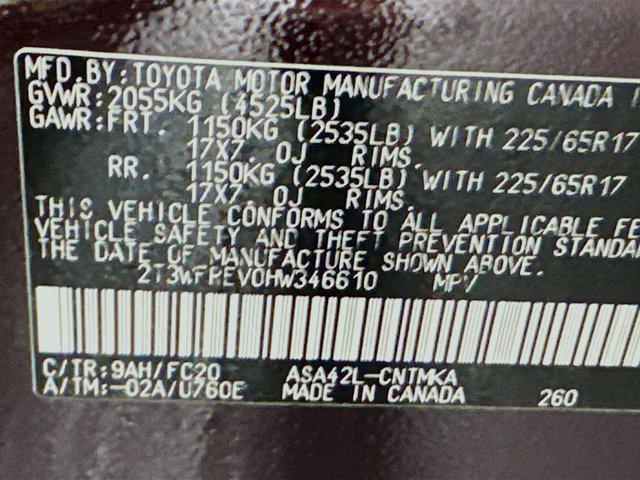 MFD.BY:TOYOTA MOTOR MANUFACTURING CANADA
GVWR:2055KG (4525LB)
GAWR:FRT. 1150KG (2535LB) WITH 225/65R17
17X7. 0J RIMS.
RR. 1150KG (2535LB) WITH 225/65R17
17X7. 0J RIMS.
THIS VEHICLE CONFORMS TO ALL APPLICABLE FE
VEHICLE SAFETY AND THEFT PREVENTION STANDA
THE DATE OF MANUFACTURE SHOWN ABOVE.
2T3WFREV0HW346610 MPV
C/TR:9AH/FC20 ASA42L-CNTMKA
A/TM:-02A/U760E MADE IN CANADA 260